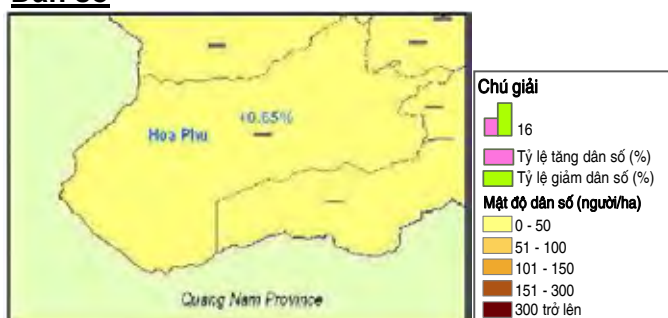 Dân số
+0.65%
Hoa Phu
Quang Nam Province
Chú giải
16
Tỷ lệ tăng dân số (%)
Tỷ lệ giảm dân số (%)
Mật độ dân số (người/ha)
0 - 50
51 - 100
101 - 150
151 - 300
300 trở lên